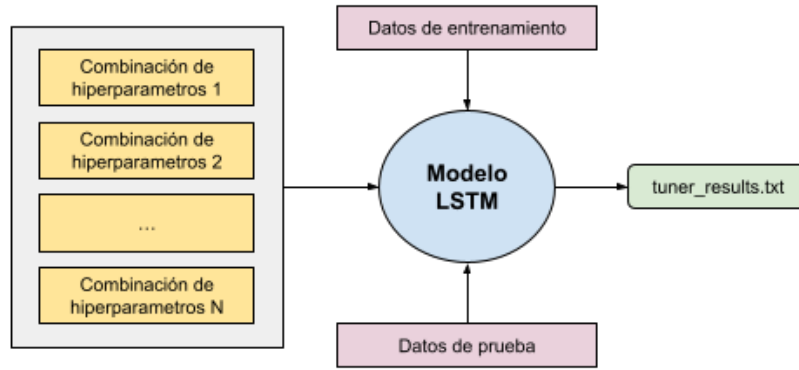 Combinación de
hiperparametros 1
Combinación de
hiperparametros 2
...
Combinación de
hiperparametros N
Datos de entrenamiento
Modelo
LSTM
Datos de prueba
tuner_results.txt